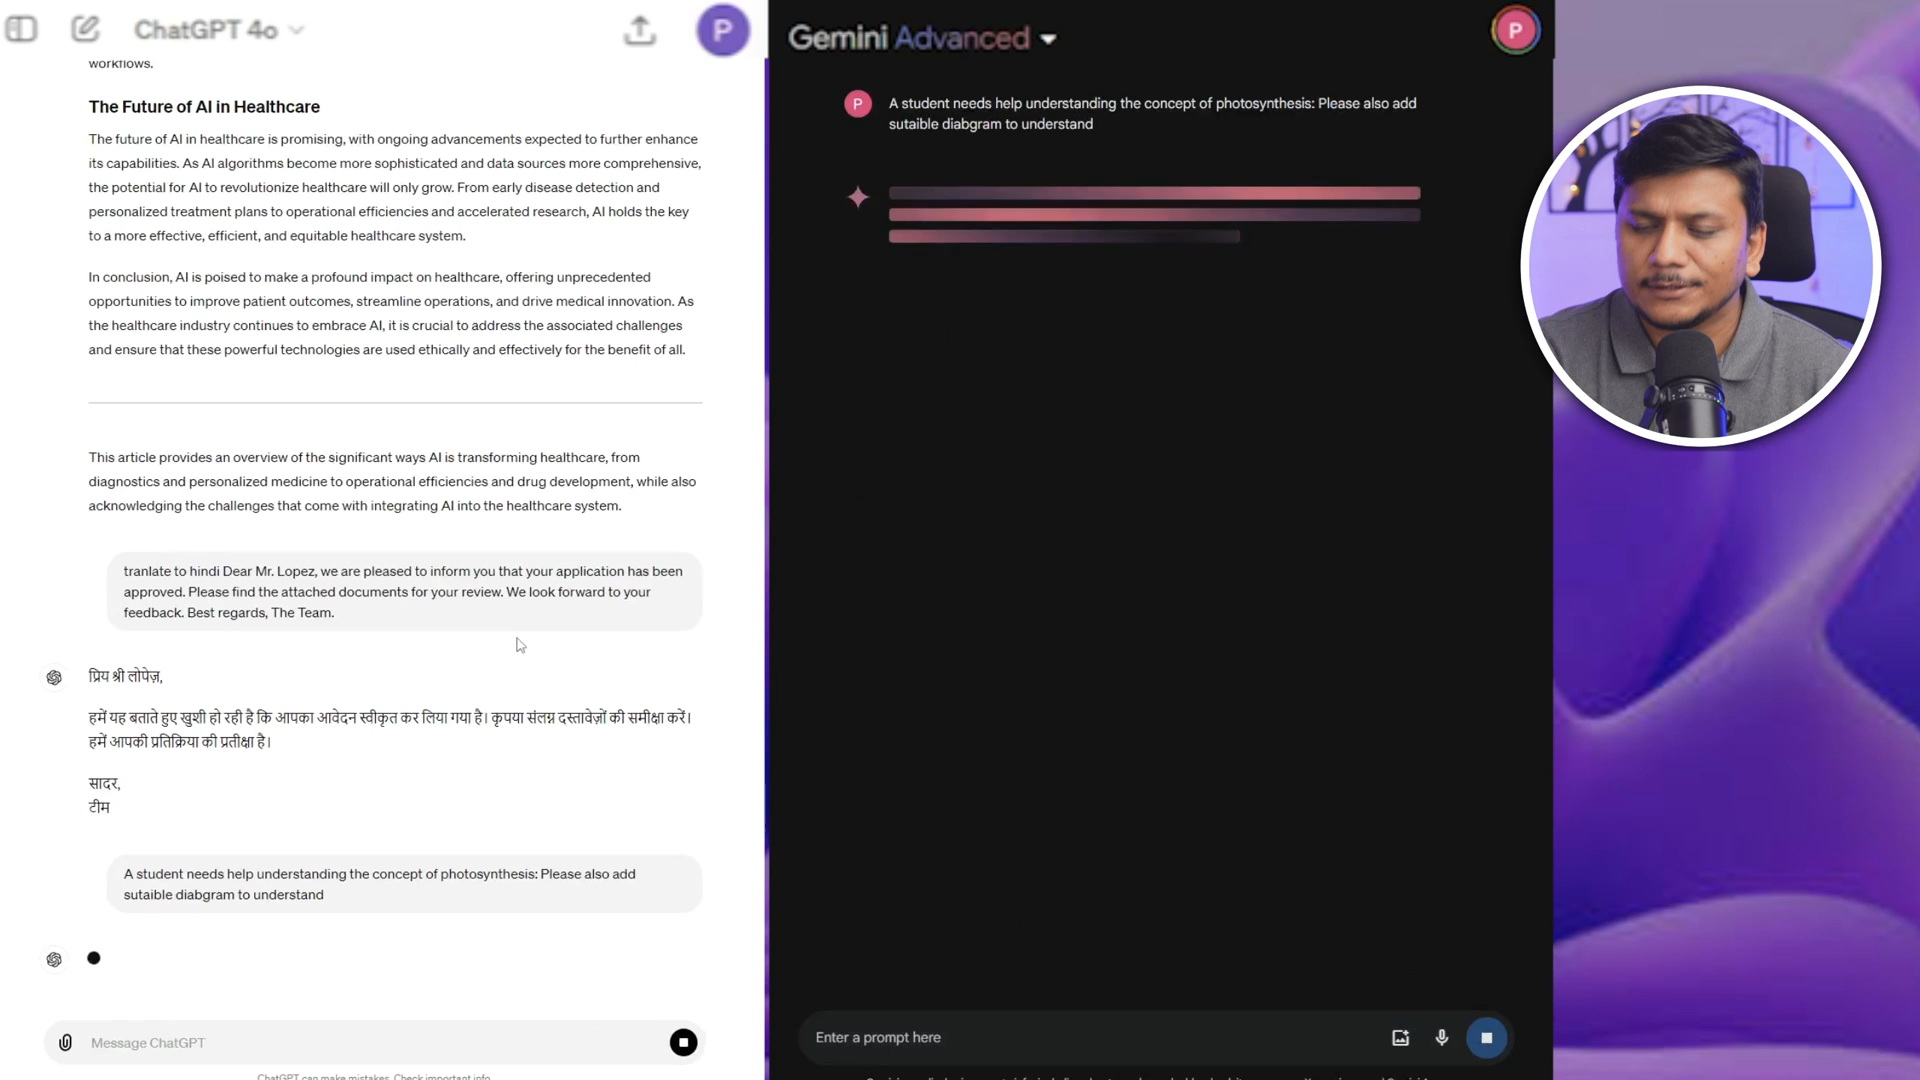 ChatGPT 4o
P
workflows.
The Future of AI in Healthcare
The future of AI in healthcare is promising, with ongoing advancements expected to further enhance
its capabilities. As AI algorithms become more sophisticated and data sources more comprehensive,
the potential for AI to revolutionize healthcare will only grow. From early disease detection and
personalized treatment plans to operational efficiencies and accelerated research, AI holds the key
to a more effective, efficient, and equitable healthcare system.
In conclusion, AI is poised to make a profound impact on healthcare, offering unprecedented
opportunities to improve patient outcomes, streamline operations, and drive medical innovation. As
the healthcare industry continues to embrace AI, it is crucial to address the associated challenges
and ensure that these powerful technologies are used ethically and effectively for the benefit of all.
This article provides an overview of the significant ways AI is transforming healthcare, from
diagnostics and personalized medicine to operational efficiencies and drug development, while also
acknowledging the challenges that come with integrating AI into the healthcare system.
tranlate to hindi Dear Mr. Lopez, we are pleased to inform you that your application has been
approved. Please find the attached documents for your review. We look forward to your
feedback. Best regards, The Team.
प्रिय श्री लोपेज़,
हमें यह बताते हुए खुशी हो रही है कि आपका आवेदन स्वीकृत कर लिया गया है। कृपया संलग्न दस्तावेज़ों की समीक्षा करें।
हमें आपकी प्रतिक्रिया की प्रतीक्षा है।
सादर,
टीम
A student needs help understanding the concept of photosynthesis: Please also add
sutaible diabgram to understand
Message ChatGPT
ChatGPT can make mistakes. Check important info.
Gemini Advanced
P
P
A student needs help understanding the concept of photosynthesis: Please also add
sutaible diabgram to understand
Enter a prompt here